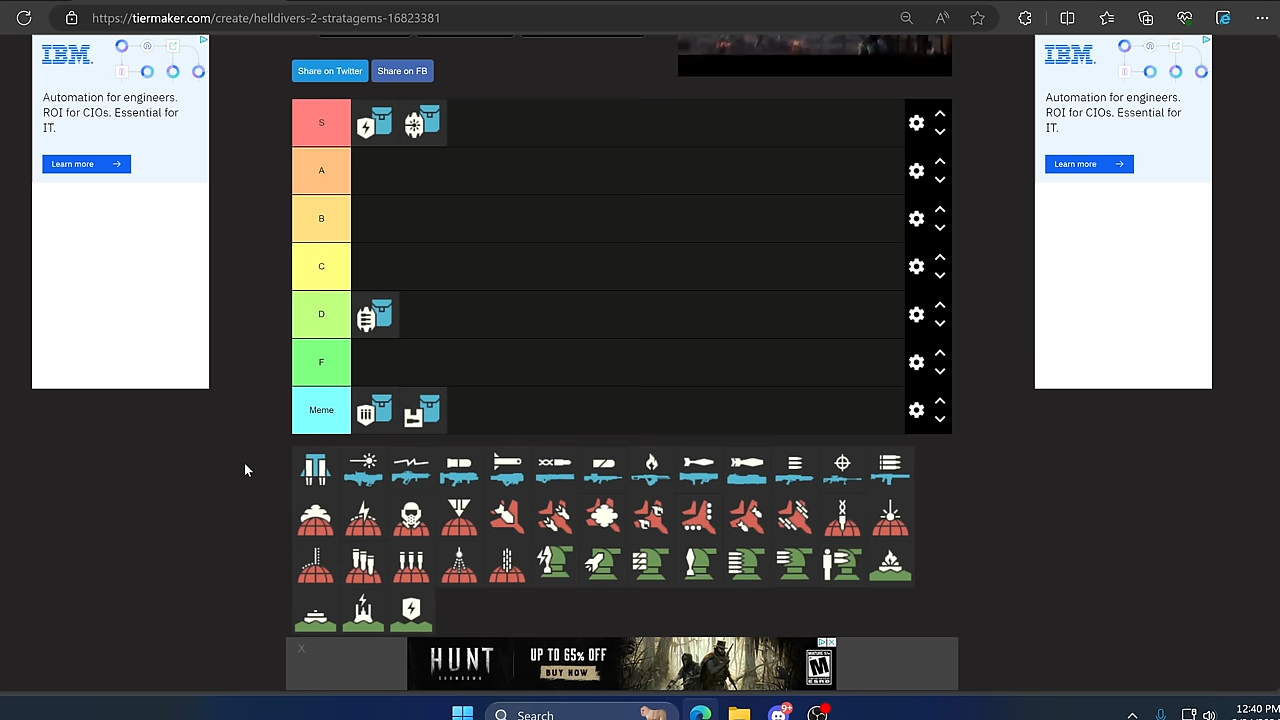 https://tiermaker.com/create/helldivers-2-stratagems-16823381
IBM.
Automation for engineers.
ROI for CIOs. Essential for
IT.
Learn more
Share on Twitter
Share on FB
S
A
B
C
D
F
Meme
IBM.
Automation for engineers.
ROI for CIOs. Essential for
IT.
Learn more
X
HUNT
UP TO 65% OFF
BUY NOW
M
Search
9+
12:40 PM